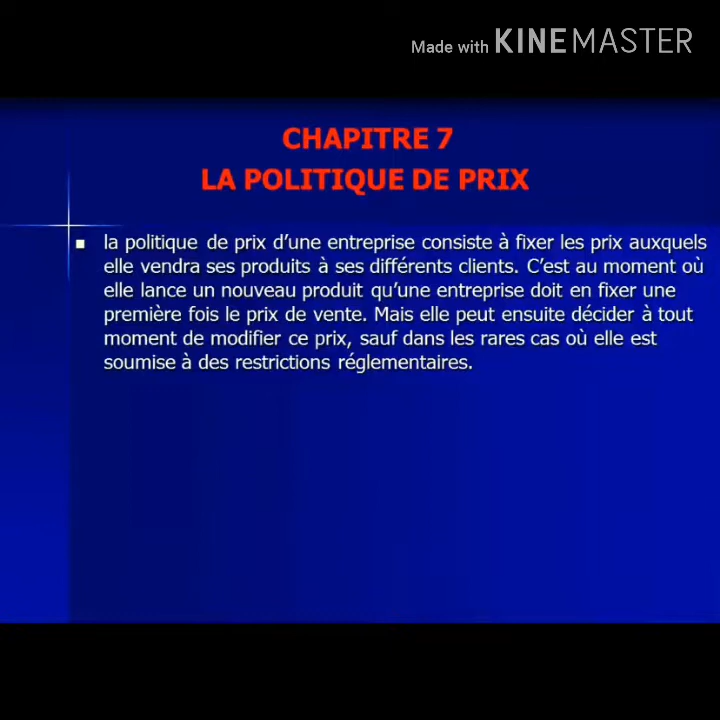 Made with KINEMASTER
CHAPITRE 7
LA POLITIQUE DE PRIX
la politique de prix d'une entreprise consiste à fixer les prix auxquels
elle vendra ses produits à ses différents clients. C'est au moment où
elle lance un nouveau produit qu'une entreprise doit en fixer une
première fois le prix de vente. Mais elle peut ensuite décider à tout
moment de modifier ce prix, sauf dans les rares cas où elle est
soumise à des restrictions réglementaires.